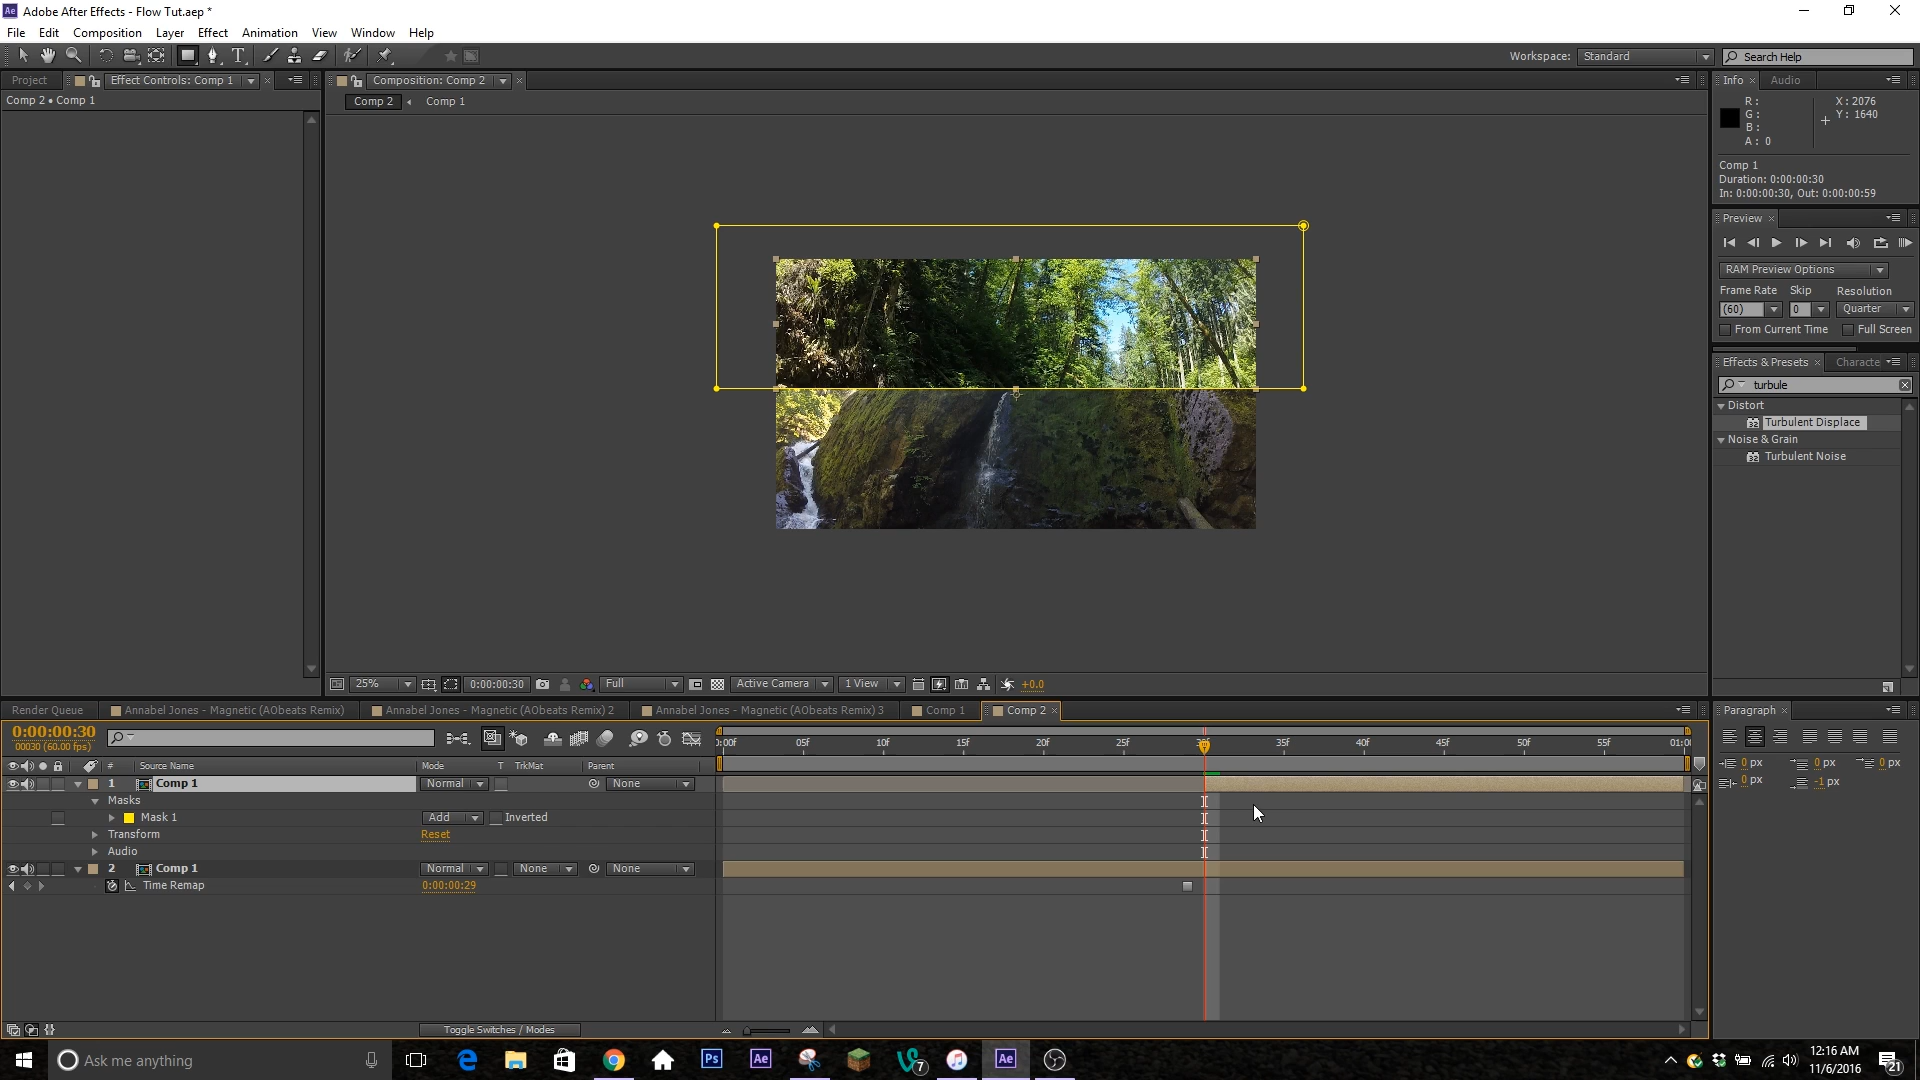 Adobe After Effects - Flow Tut.aep *
File Edit Composition Layer Effect Animation View Window Help
Workspace: Standard Search Help
Project Effect Controls: Comp 1 Composition: Comp 2 Info Audio
Comp 2 • Comp 1
Comp 2 Comp 1
R :
G :
B :
A : 0
X : 2076
Y : 1640
Comp 1
Duration: 0:00:00:30
In: 0:00:00:30, Out: 0:00:00:59
Preview
RAM Preview Options
Frame Rate Skip Resolution
(60) 0 Quarter
From Current Time Full Screen
Effects & Presets Characte
turbule
Distort
32 Turbulent Displace
Noise & Grain
32 Turbulent Noise
25% 0:00:00:30 Full Active Camera 1 View +0.0
Render Queue Annabel Jones - Magnetic (AObeats Remix) Annabel Jones - Magnetic (AObeats Remix) 2 Annabel Jones - Magnetic (AObeats Remix) 3 Comp 1 Comp 2 Paragraph
0:00:00:30
00030 (60.00 fps)
0:00f 05f 10f 15f 20f 25f 30f 35f 40f 45f 50f 55f 01:00
# Source Name Mode T TrkMat Parent
0 px 0 px 0 px
0 px -1 px
1 Comp 1 Normal None
Masks
Mask 1 Add Inverted
Transform Reset
Audio
2 Comp 1 Normal None None
Time Remap 0:00:00:29
Toggle Switches / Modes
Ask me anything Ps Ae 7 Ae
12:16 AM
11/6/2016
21